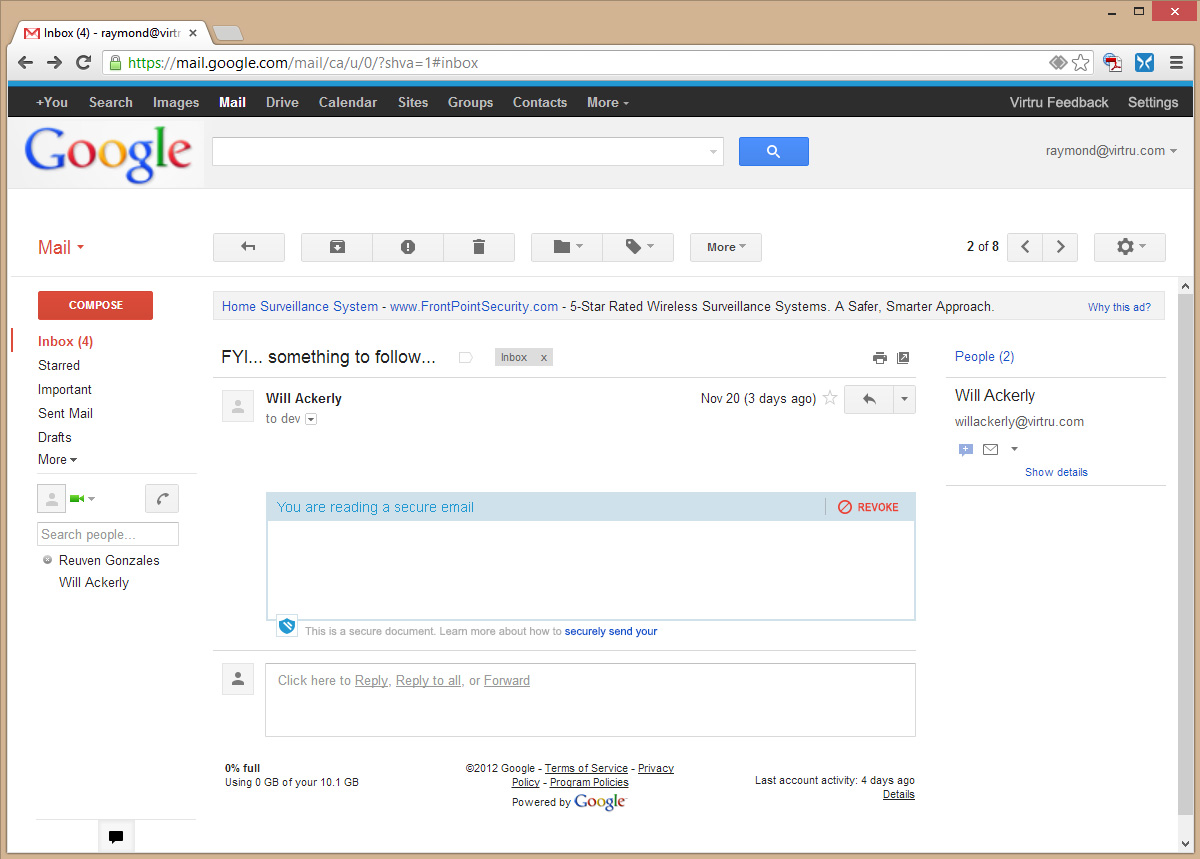 Inbox (4) - raymond@virtr
https://mail.google.com/mail/ca/u/0/?shva=1#inbox
+You Search Images Mail Drive Calendar Sites Groups Contacts More Virtru Feedback Settings
Google
raymond@virtru.com
Mail
More
2 of 8
COMPOSE
Home Surveillance System - www.FrontPointSecurity.com - 5-Star Rated Wireless Surveillance Systems. A Safer, Smarter Approach. Why this ad?
Inbox (4)
Starred
Important
Sent Mail
Drafts
More
Search people...
Reuven Gonzales
Will Ackerly
FYI... something to follow...
Inbox x
Will Ackerly
to dev
Nov 20 (3 days ago)
People (2)
Will Ackerly
willackerly@virtru.com
Show details
You are reading a secure email
REVOKE
This is a secure document. Learn more about how to securely send your
Click here to Reply, Reply to all, or Forward
0% full
Using 0 GB of your 10.1 GB
©2012 Google - Terms of Service - Privacy
Policy - Program Policies
Powered by Google
Last account activity: 4 days ago
Details